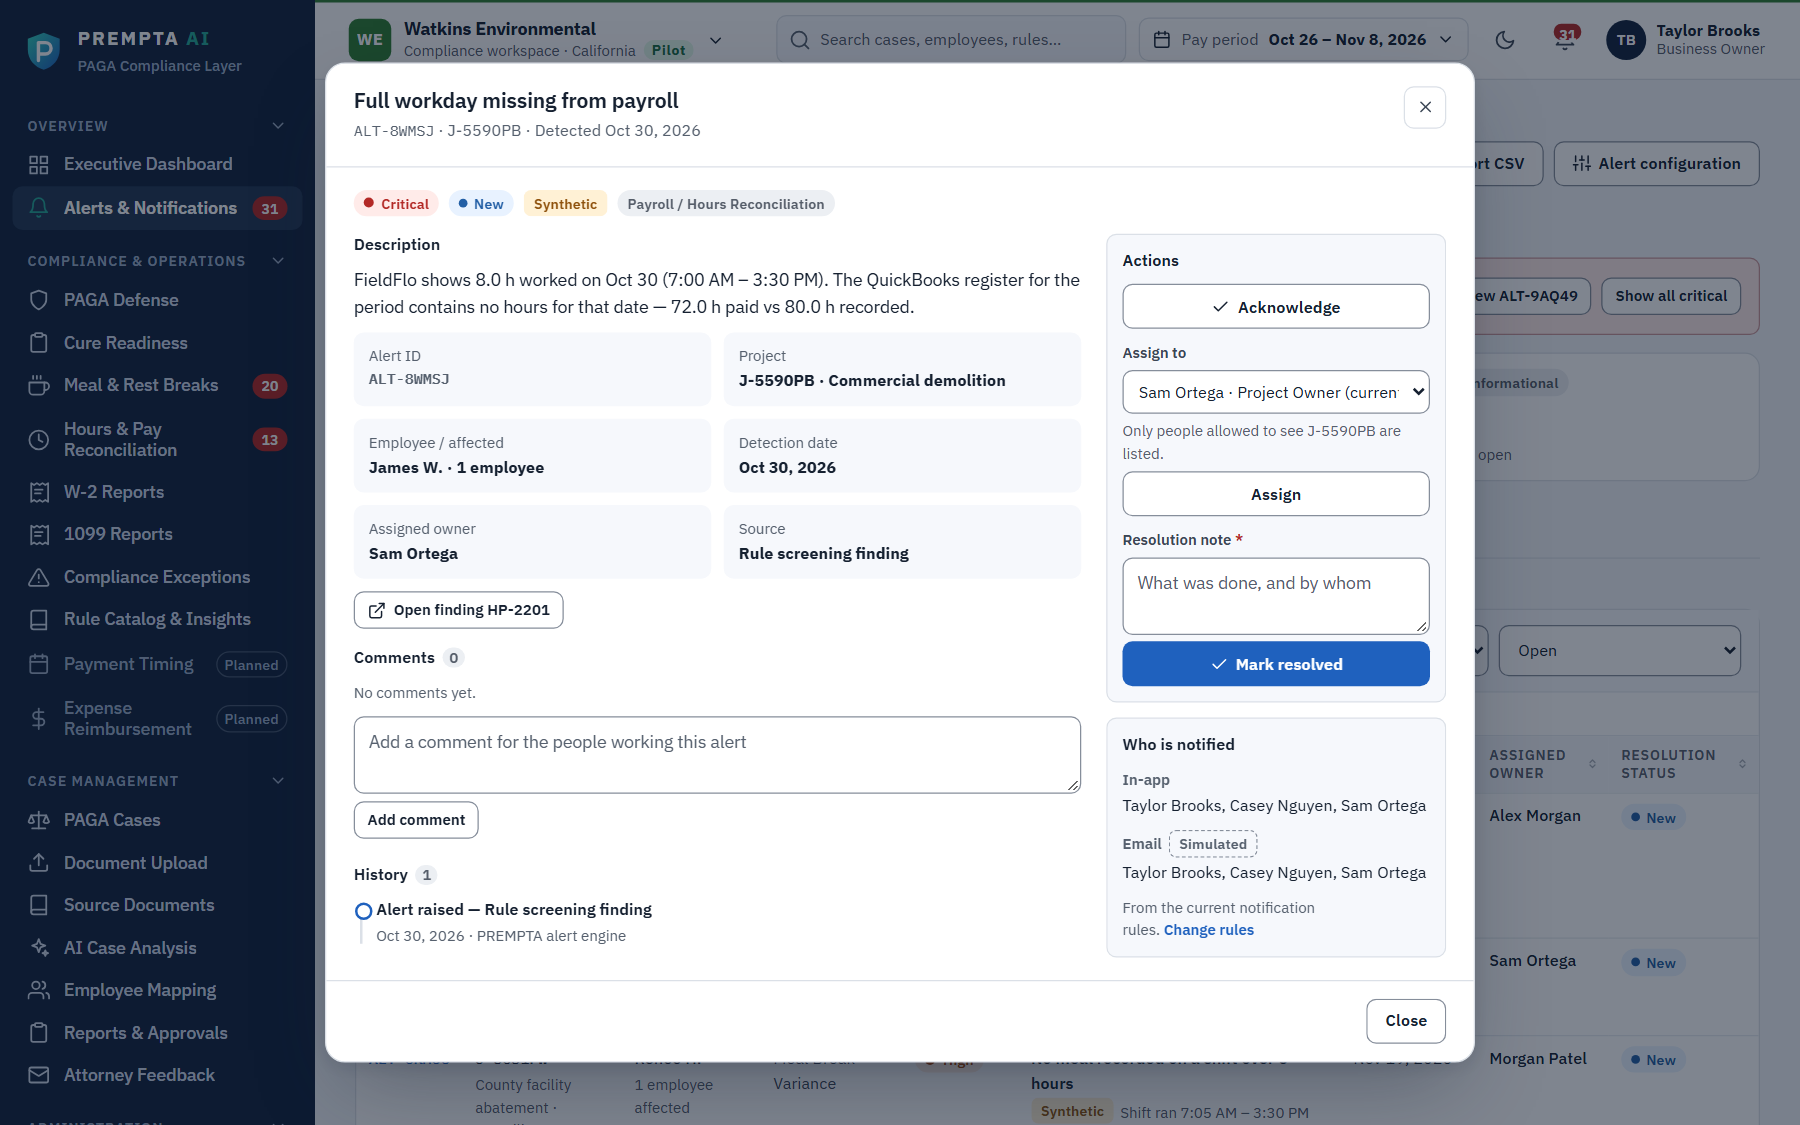 PREMPTA AI
PAGA Compliance Layer
OVERVIEW
Executive Dashboard
Alerts & Notifications 31
COMPLIANCE & OPERATIONS
PAGA Defense
Cure Readiness
Meal & Rest Breaks 20
Hours & Pay
Reconciliation 13
W-2 Reports
1099 Reports
Compliance Exceptions
Rule Catalog & Insights
Payment Timing Planned
Expense
Reimbursement Planned
CASE MANAGEMENT
PAGA Cases
Document Upload
Source Documents
AI Case Analysis
Employee Mapping
Reports & Approvals
Attorney Feedback
WE
Watkins Environmental
Compliance workspace · California Pilot
Search cases, employees, rules...
Pay period Oct 26 – Nov 8, 2026
31
TB
Taylor Brooks
Business Owner
Full workday missing from payroll
ALT-8WMSJ · J-5590PB · Detected Oct 30, 2026
Critical New Synthetic Payroll / Hours Reconciliation
Description
FieldFlo shows 8.0 h worked on Oct 30 (7:00 AM – 3:30 PM). The QuickBooks register for the
period contains no hours for that date — 72.0 h paid vs 80.0 h recorded.
Alert ID
ALT-8WMSJ
Project
J-5590PB · Commercial demolition
Employee / affected
James W. · 1 employee
Detection date
Oct 30, 2026
Assigned owner
Sam Ortega
Source
Rule screening finding
Open finding HP-2201
Comments 0
No comments yet.
Add a comment for the people working this alert
Add comment
History 1
Alert raised — Rule screening finding
Oct 30, 2026 · PREMPTA alert engine
Actions
Acknowledge
Assign to
Sam Ortega · Project Owner (curren
Only people allowed to see J-5590PB are
listed.
Assign
Resolution note *
What was done, and by whom
Mark resolved
Who is notified
In-app
Taylor Brooks, Casey Nguyen, Sam Ortega
Email Simulated
Taylor Brooks, Casey Nguyen, Sam Ortega
From the current notification
rules. Change rules
Close
CSV
Alert configuration
ALT-9AQ49
Show all critical
open
Open
ASSIGNED
OWNER
RESOLUTION
STATUS
Alex Morgan New
Sam Ortega New
Morgan Patel New
County facility
abatement ·
1 employee
affected
Variance
High
hours
Synthetic Shift ran 7:05 AM – 3:30 PM